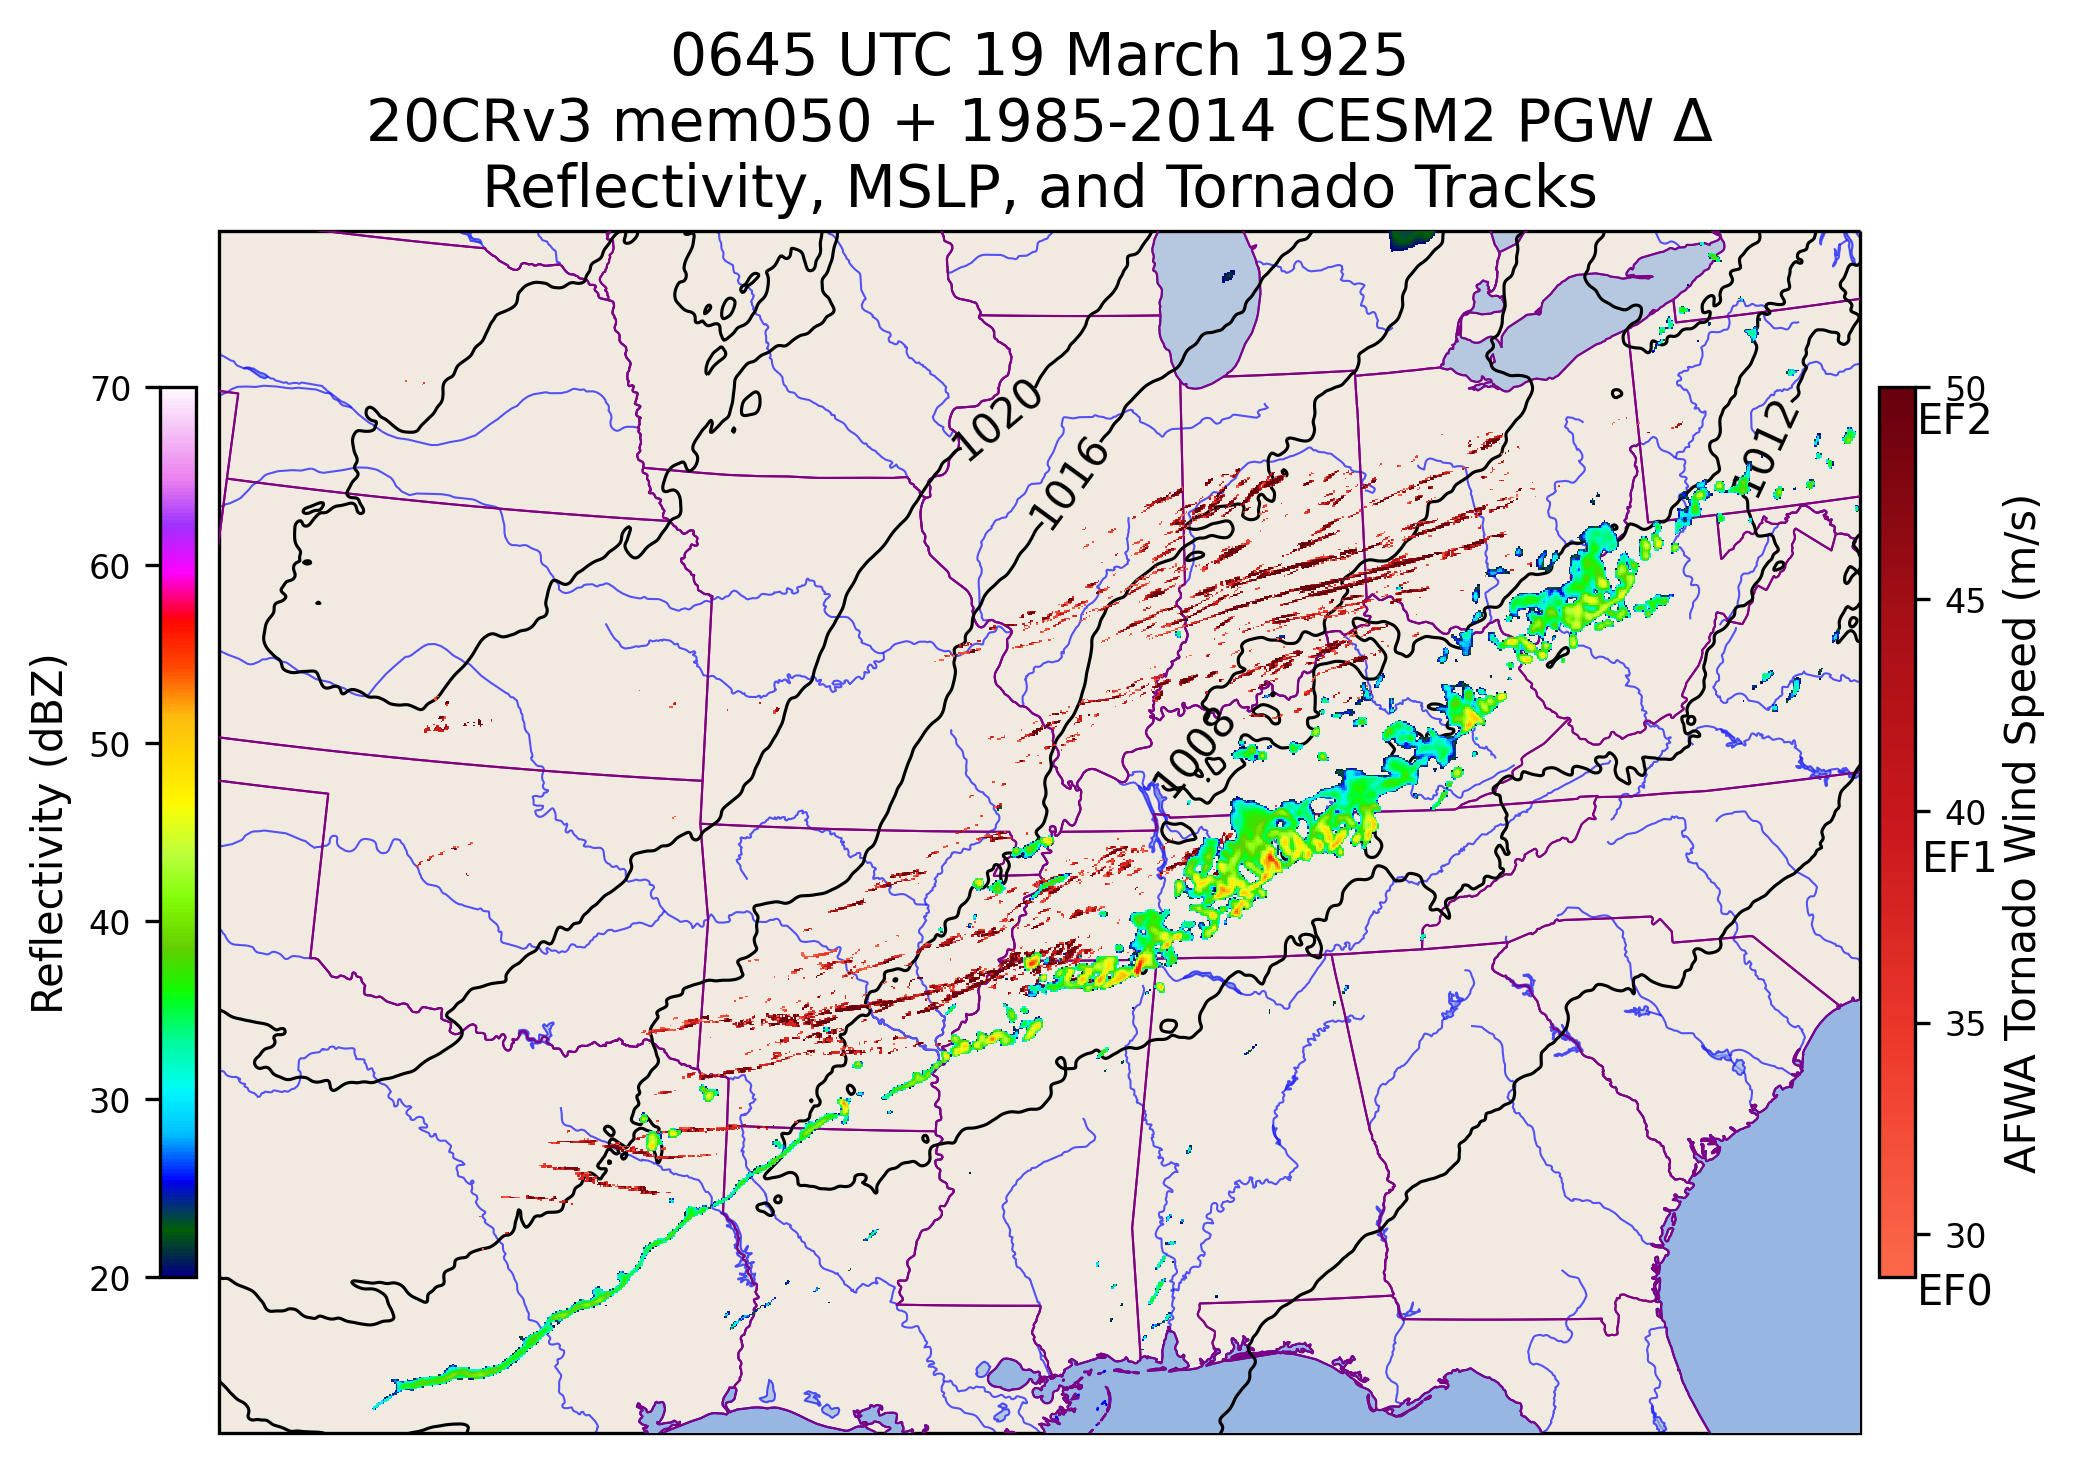 0645 UTC 19 March 1925
20CRv3 mem050 + 1985-2014 CESM2 PGW Δ
Reflectivity, MSLP, and Tornado Tracks
70
60
50
40
30
20
Reflectivity (dBZ)
1020
1016
1012
1008
50
EF2
45
40
EF1
35
30
EF0
AFWA Tornado Wind Speed (m/s)